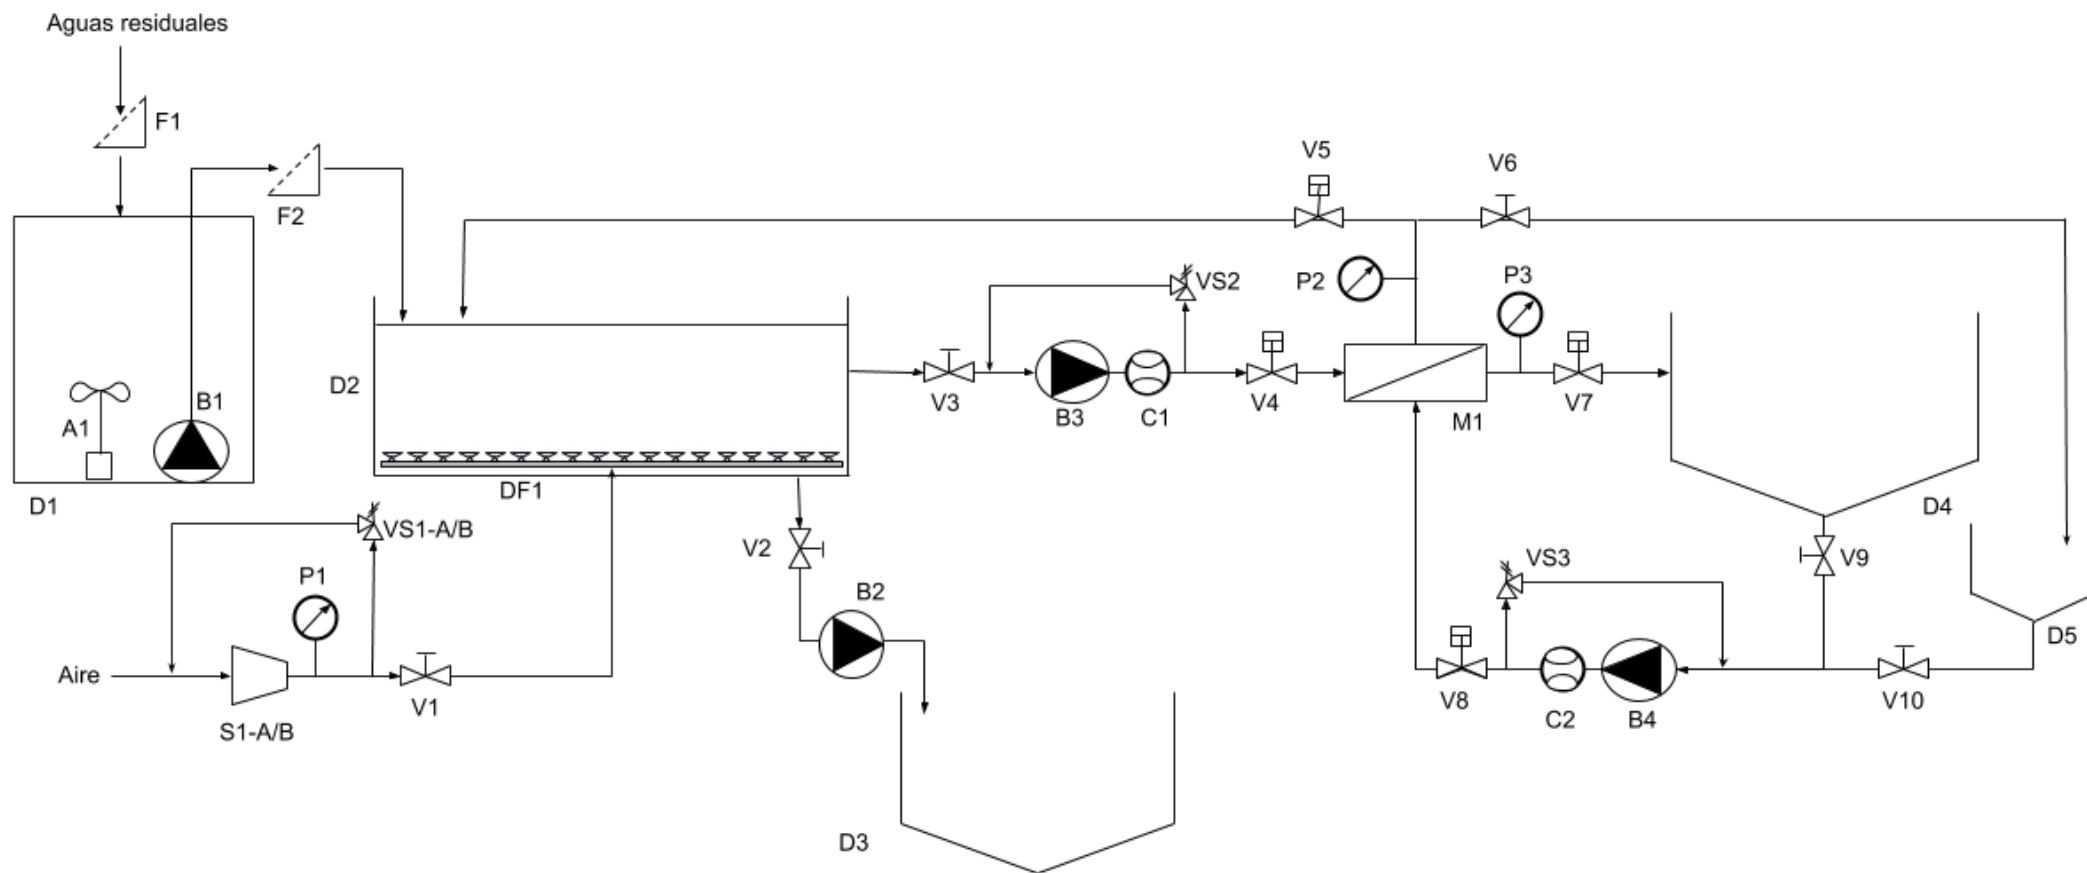 Aguas residuales
F1
F2
V5
V6
VS2
P2
P3
D2
V3
B3
C1
V4
M1
V7
A1
B1
DF1
D1
VS1-A/B
V2
D4
VS3
V9
P1
B2
D5
Aire
V1
V8
C2
B4
V10
S1-A/B
D3